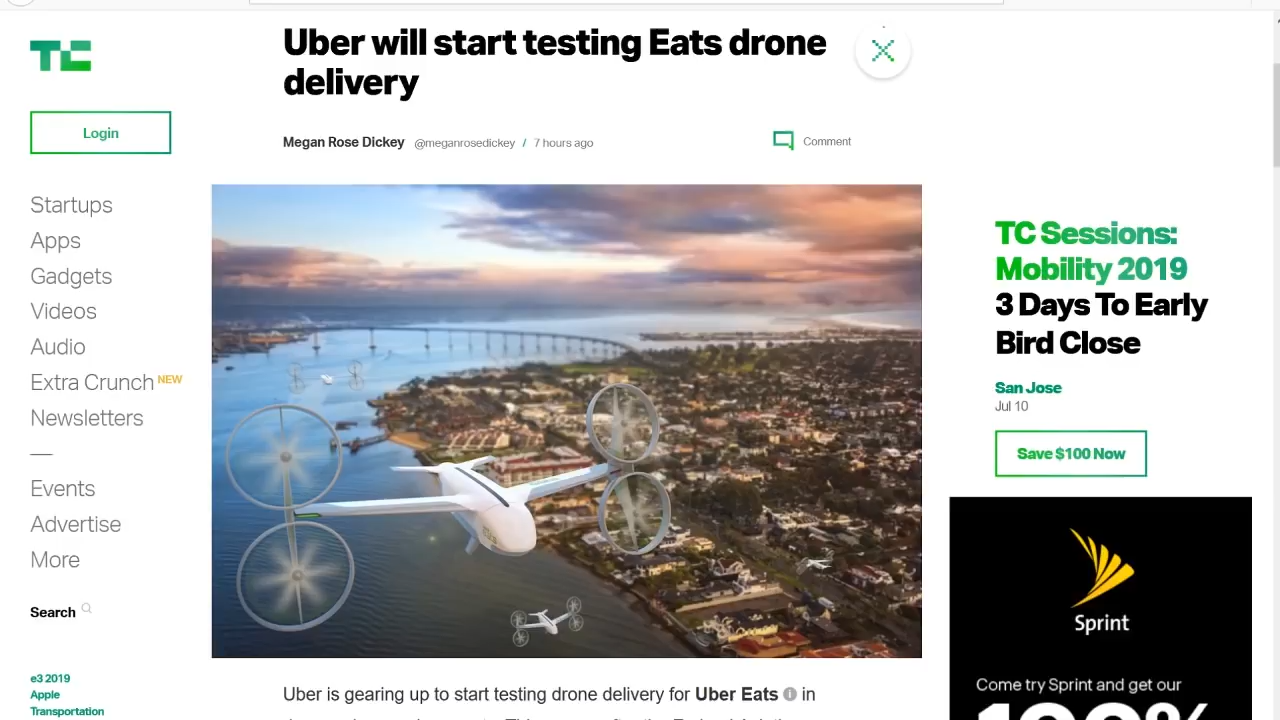 Uber will start testing Eats drone
delivery
Login
Megan Rose Dickey @meganrosedickey / 7 hours ago
Comment
Startups
Apps
Gadgets
Videos
Audio
Extra Crunch NEW
Newsletters
Events
Advertise
More
Search
e3 2019
Apple
Transportation
TC Sessions:
Mobility 2019
3 Days To Early
Bird Close
San Jose
Jul 10
Save $100 Now
Sprint
Come try Sprint and get our
100%
Uber is gearing up to start testing drone delivery for Uber Eats in